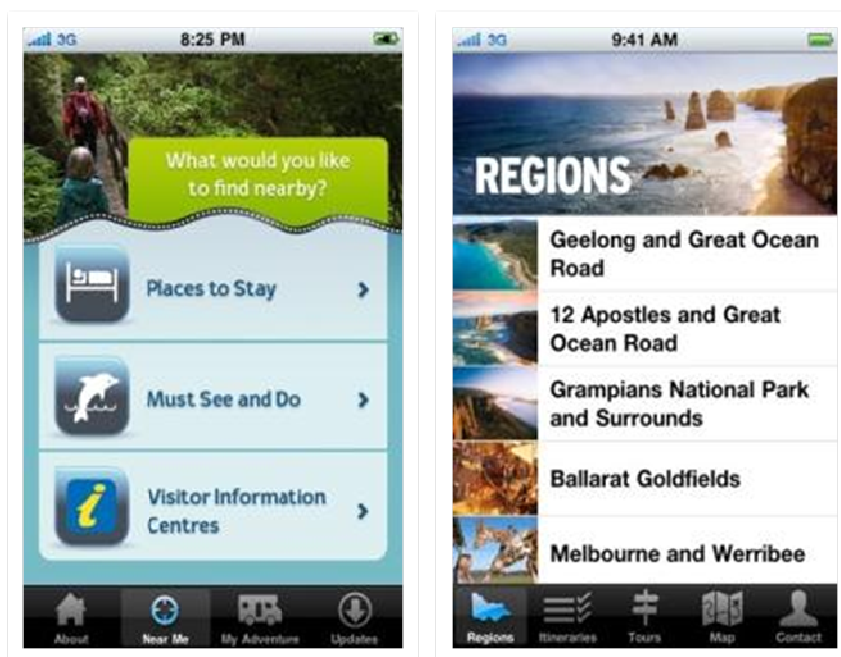 3G 8:25 PM
What would you like
to find nearby?
Places to Stay
Must See and Do
Visitor Information
Centres
About Near Me My Adventure Updates
3G 9:41 AM
REGIONS
Geelong and Great Ocean
Road
12 Apostles and Great
Ocean Road
Grampians National Park
and Surrounds
Ballarat Goldfields
Melbourne and Werribee
Regions Itineraries Tours Map Contact